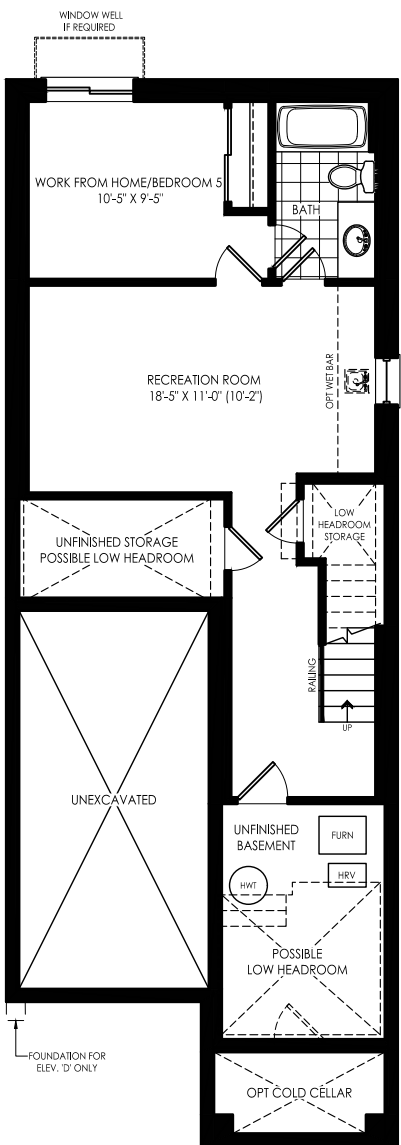 WINDOW WELL
IF REQUIRED
WORK FROM HOME/BEDROOM 5
10'-5" X 9'-5"
BATH
RECREATION ROOM
18'-5" X 11'-0" (10'-2")
OPT WET BAR
UNFINISHED STORAGE
POSSIBLE LOW HEADROOM
LOW
HEADROOM
STORAGE
RAILING
UP
UNEXCAVATED
UNFINISHED
BASEMENT
FURN
HRV
HWT
POSSIBLE
LOW HEADROOM
FOUNDATION FOR
ELEV. 'D' ONLY
OPT COLD CELLAR